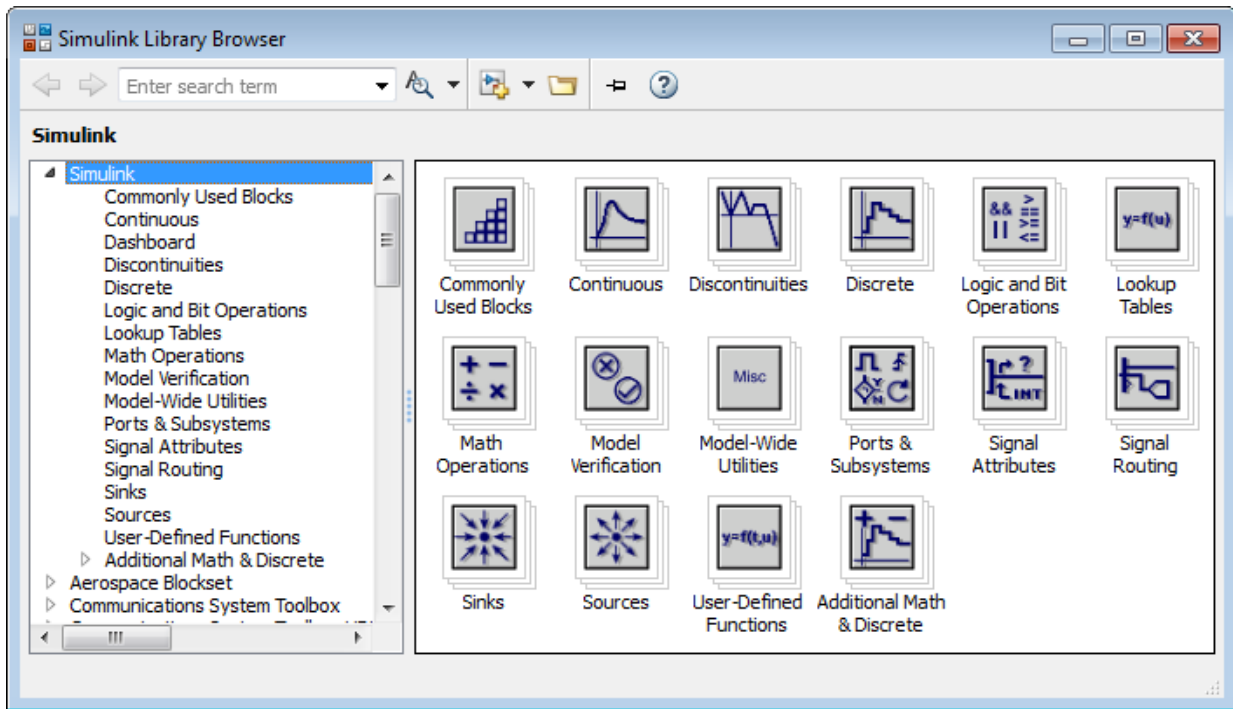 Simulink Library Browser
Enter search term
Simulink
Simulink
Commonly Used Blocks
Continuous
Dashboard
Discontinuities
Discrete
Logic and Bit Operations
Lookup Tables
Math Operations
Model Verification
Model-Wide Utilities
Ports & Subsystems
Signal Attributes
Signal Routing
Sinks
Sources
User-Defined Functions
Additional Math & Discrete
Aerospace Blockset
Communications System Toolbox
&& > == || >= <=
y=f(u)
Commonly
Used Blocks
Continuous
Discontinuities
Discrete
Logic and Bit
Operations
Lookup
Tables
+ −
÷ ×
Misc
Y
N
?
t INT
Math
Operations
Model
Verification
Model-Wide
Utilities
Ports &
Subsystems
Signal
Attributes
Signal
Routing
y=f(t,u)
+ −
Sinks
Sources
User-Defined
Functions
Additional Math
& Discrete